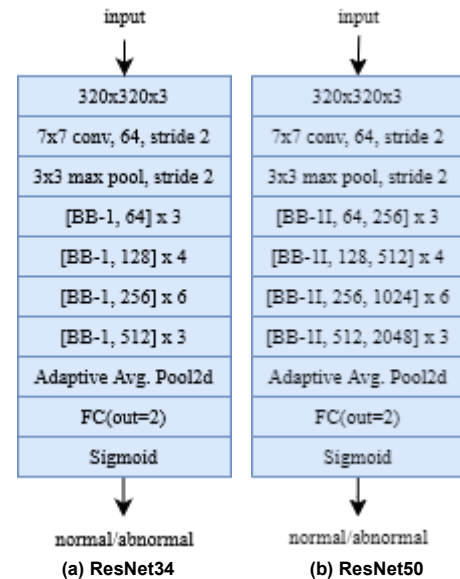 input
320x320x3
7x7 conv, 64, stride 2
3x3 max pool, stride 2
[BB-1, 64] x 3
[BB-1, 128] x 4
[BB-1, 256] x 6
[BB-1, 512] x 3
Adaptive Avg. Pool2d
FC(out=2)
Sigmoid
normal/abnormal
(a) ResNet34
input
320x320x3
7x7 conv, 64, stride 2
3x3 max pool, stride 2
[BB-1I, 64, 256] x 3
[BB-1I, 128, 512] x 4
[BB-1I, 256, 1024] x 6
[BB-1I, 512, 2048] x 3
Adaptive Avg. Pool2d
FC(out=2)
Sigmoid
normal/abnormal
(b) ResNet50